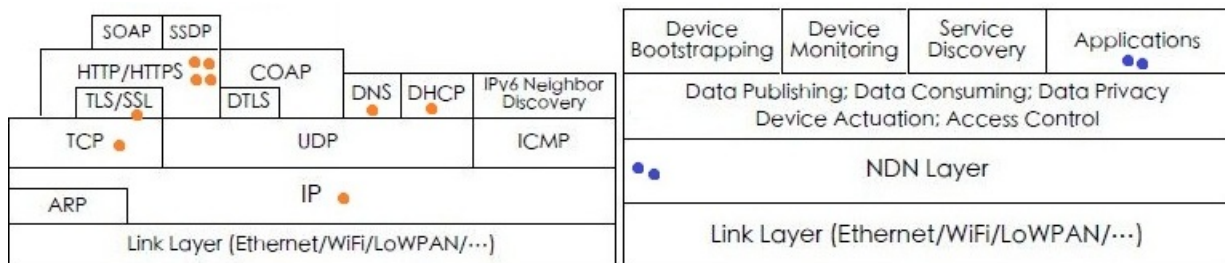 SOAP
SSDP
HTTP/HTTPS
COAP
TLS/SSL
DTLS
DNS
DHCP
IPv6 Neighbor
Discovery
TCP
UDP
ICMP
IP
ARP
Link Layer (Ethernet/WiFi/LoWPAN/⋯)
Device
Bootstrapping
Device
Monitoring
Service
Discovery
Applications
Data Publishing; Data Consuming; Data Privacy
Device Actuation; Access Control
NDN Layer
Link Layer (Ethernet/WiFi/LoWPAN/⋯)